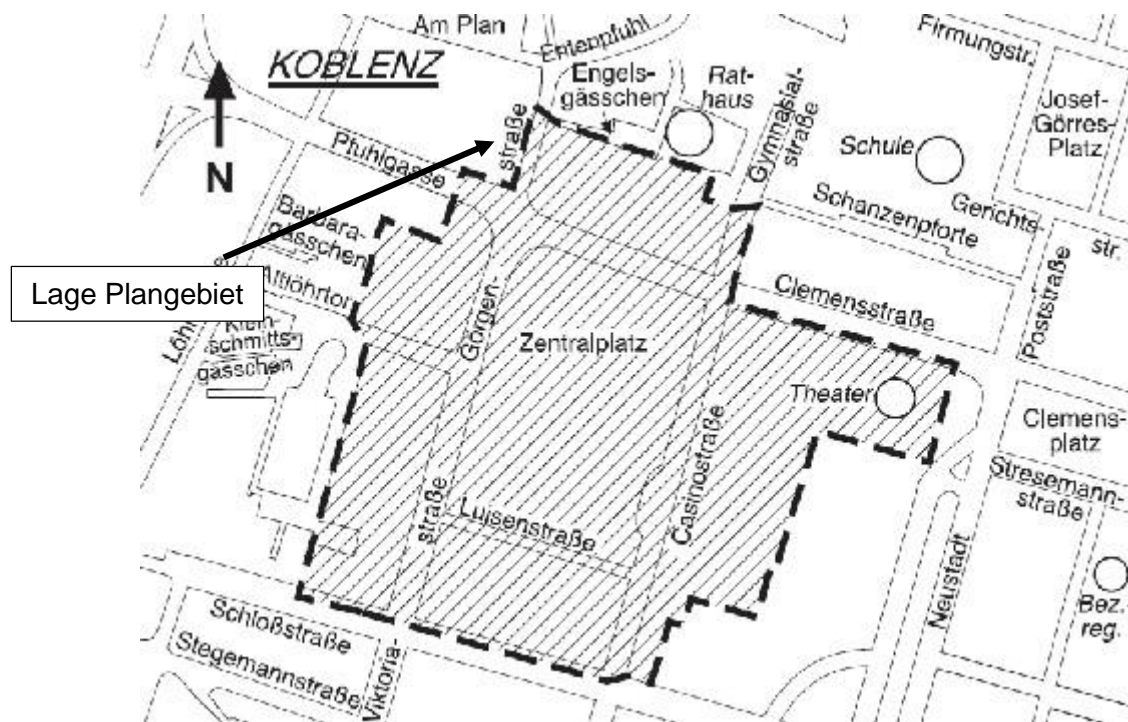 Am Plan
Entenpfuhl
Firmungstr.
KOBLENZ
Engels-
gässchen
Rat-
haus
Josef-
Görres-
Platz
N
Pfuhlgasse
straße
Gymnasial-
straße
Schule
Barbara-
gässchen
Schanzenpforte
Gerichts-
str.
Lage Plangebiet
Altlöhrtor
Görgen-
Clemensstraße
Poststraße
Löhr
Klein-
schmitts-
gässchen
Zentralplatz
Theater
Clemens-
platz
Stresemann-
straße
straße
Luisenstraße
Casinostraße
Neustadt
Bez.
reg.
Schloßstraße
Stegemannstraße
Viktoria